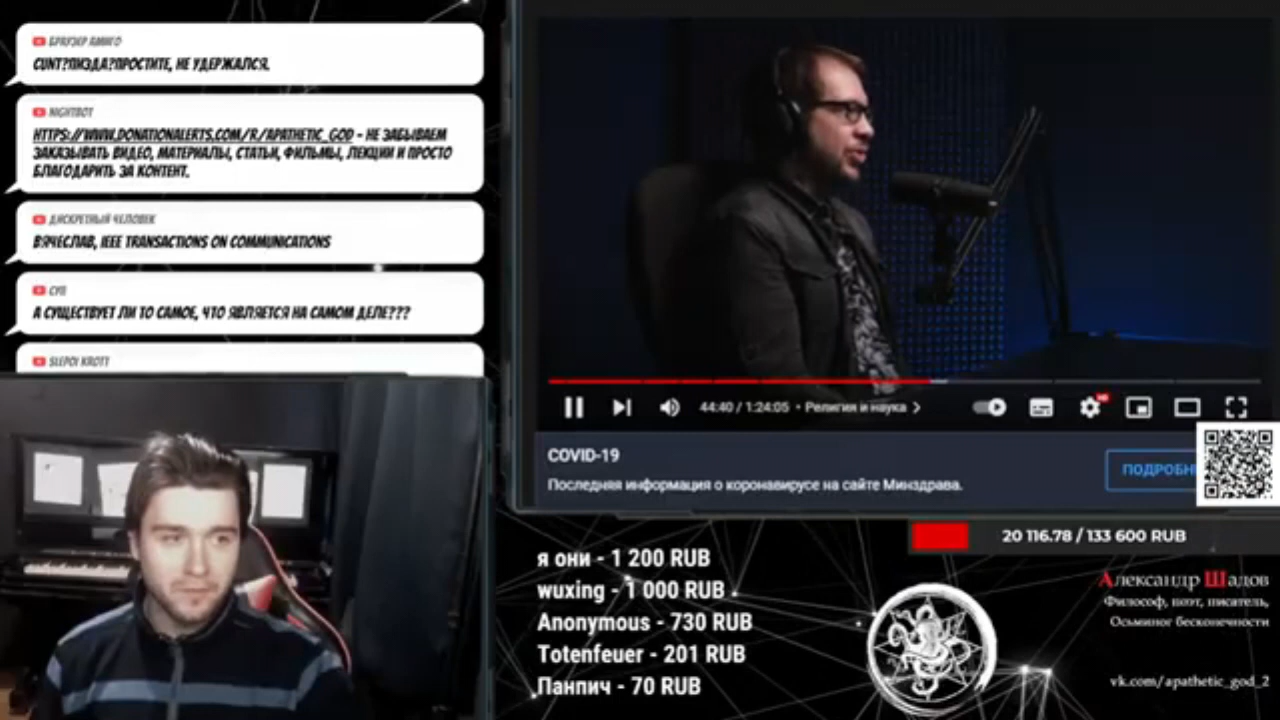 БРАУЗЕР АМИГО
CUNT?ПИЗДА?ПРОСТИТЕ, НЕ УДЕРЖАЛСЯ.
NIGHTBOT
HTTPS://WWW.DONATIONALERTS.COM/R/APATHETIC_GOD - НЕ ЗАБЫВАЕМ
ЗАКАЗЫВАТЬ ВИДЕО, МАТЕРИАЛЫ, СТАТЬИ, ФИЛЬМЫ, ЛЕКЦИИ И ПРОСТО
БЛАГОДАРИТЬ ЗА КОНТЕНТ.
ДИСКРЕТНЫЙ ЧЕЛОВЕК
ВЯЧЕСЛАВ, IEEE TRANSACTIONS ON COMMUNICATIONS
СУП
А СУЩЕСТВУЕТ ЛИ ТО САМОЕ, ЧТО ЯВЛЯЕТСЯ НА САМОМ ДЕЛЕ???
SLEPOI KROTT
44:40 / 1:24:05 • Религия и наука
HD
COVID-19
Последняя информация о коронавирусе на сайте Минздрава.
ПОДРОБН
20 116.78 / 133 600 RUB
я они - 1 200 RUB
wuxing - 1 000 RUB
Anonymous - 730 RUB
Totenfeuer - 201 RUB
Панпич - 70 RUB
Александр Шадов
Философ, поэт, писатель,
Осьминог бесконечности
vk.com/apathetic_god_2